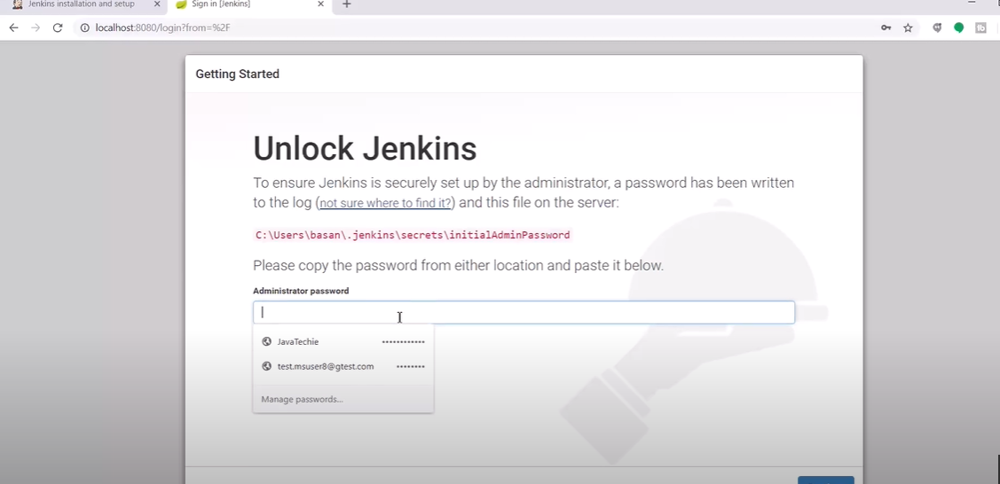 Jenkins installation and setup
Sign in [Jenkins]
localhost:8080/login?from=%2F
Getting Started
Unlock Jenkins
To ensure Jenkins is securely set up by the administrator, a password has been written
to the log (not sure where to find it?) and this file on the server:
C:\Users\basan\.jenkins\secrets\initialAdminPassword
Please copy the password from either location and paste it below.
Administrator password
JavaTechie ••••••••••••
test.msuser8@gtest.com ••••••••
Manage passwords...